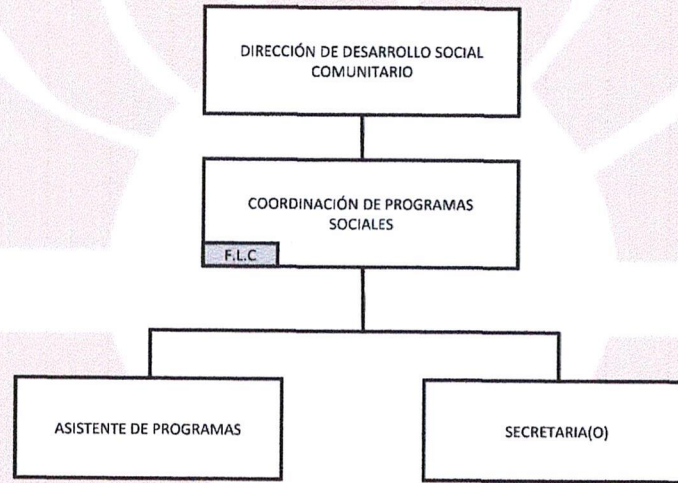 DIRECCIÓN DE DESARROLLO SOCIAL
COMUNITARIO
COORDINACIÓN DE PROGRAMAS
SOCIALES
F.L.C
ASISTENTE DE PROGRAMAS
SECRETARIA(O)